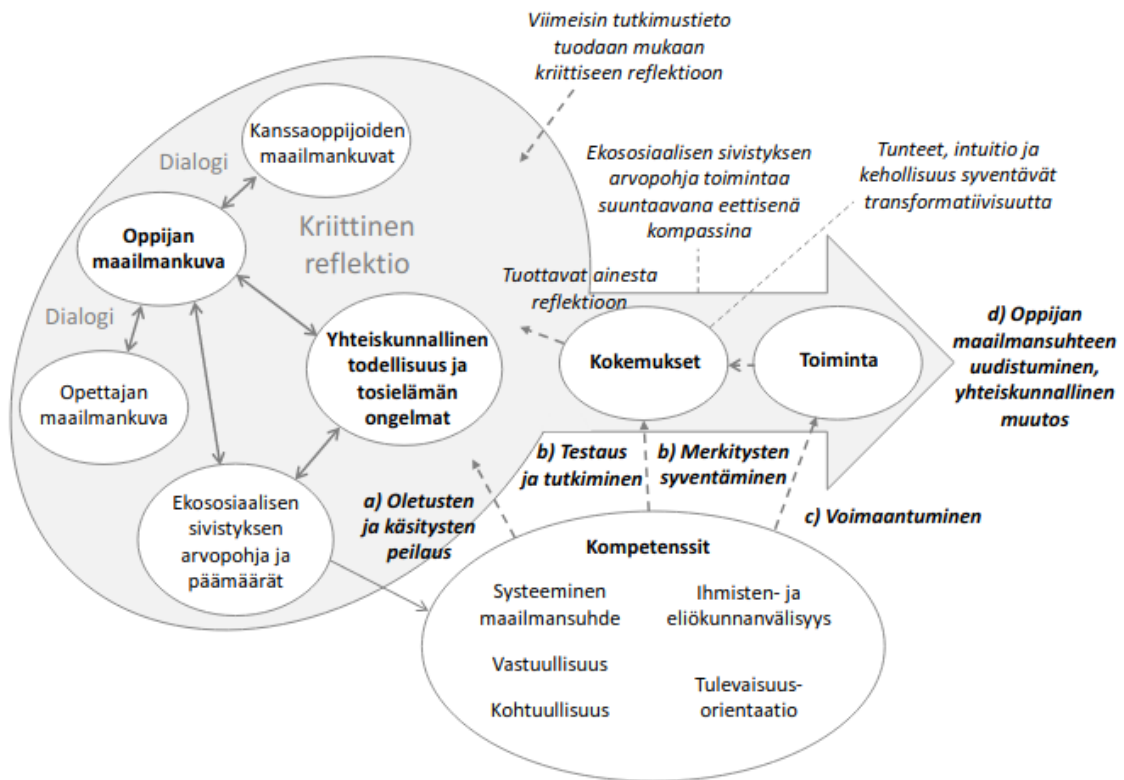 Viimeisin tutkimustieto
tuodaan mukaan
kriittiseen reflektioon
Kanssaoppijoiden
maailmankuvat
Dialogi
Ekososiaalisen sivistyksen
arvopohja toimintaa
suuntaavana eettisenä
kompassina
Tunteet, intuitio ja
kehollisuus syventävät
transformatiivisuutta
Oppijan
maailmankuva
Kriittinen
reflektio
Tuottavat ainesta
reflektioon
Dialogi
Opettajan
maailmankuva
Yhteiskunnallinen
todellisuus ja
tosielämän
ongelmat
Kokemukset
Toiminta
d) Oppijan
maailmansuhteen
uudistuminen,
yhteiskunnallinen
muutos
Ekososiaalisen
sivistyksen
arvopohja ja
päämäärät
a) Oletusten
ja käsitysten
peilaus
b) Testaus
ja tutkiminen
b) Merkitysten
syventäminen
c) Voimaantuminen
Kompetenssit
Systeeminen
maailmansuhde
Ihmisten- ja
eliökunnanvälisyys
Vastuullisuus
Kohtuullisuus
Tulevaisuus-
orientaatio